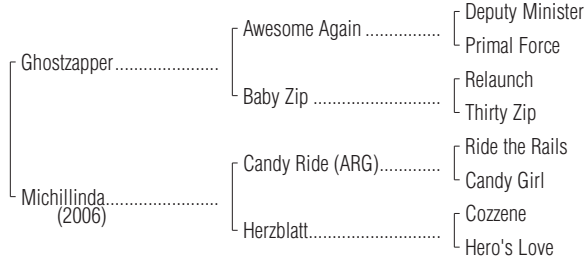 Deputy Minister
Awesome Again ..................
Primal Force
Ghostzapper......................
Relaunch
Baby Zip ..........................
Thirty Zip
Ride the Rails
Candy Ride (ARG)...............
Candy Girl
Michillinda........................
(2006)
Cozzene
Herzblatt...........................
Hero's Love